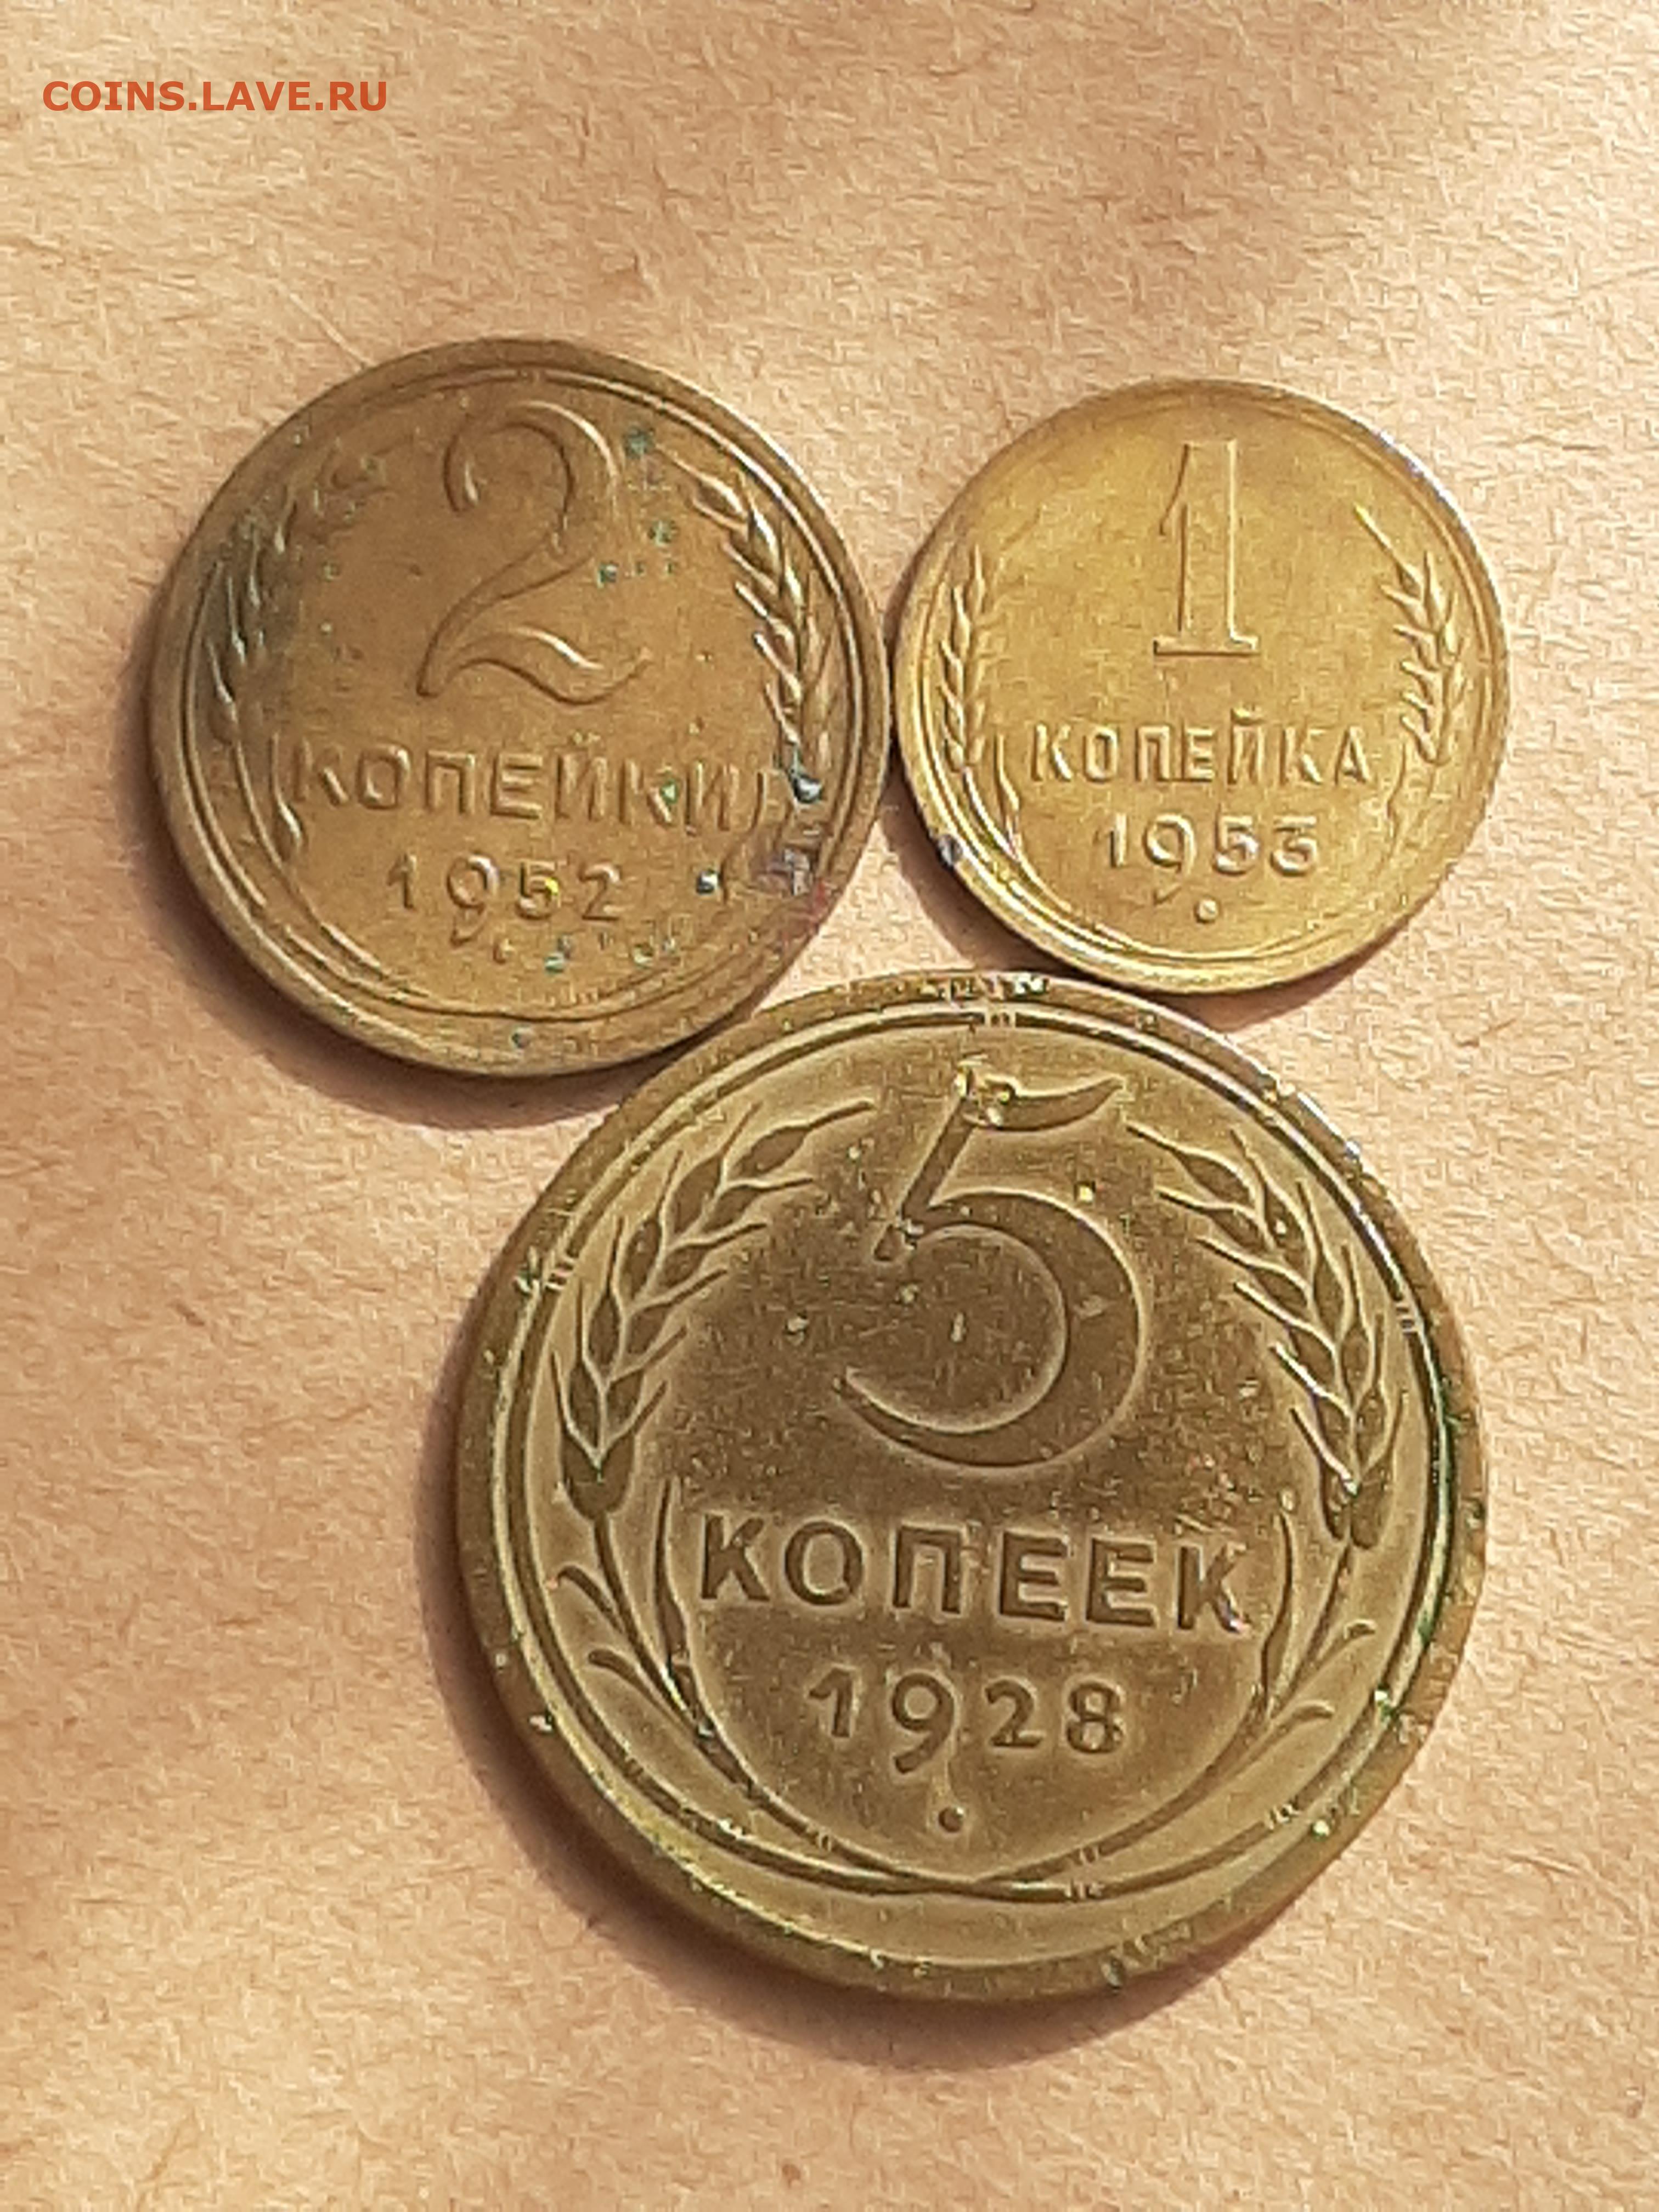 COINS.LAVE.RU
2
КОПЕЙКИ
1952
1
КОПЕЙКА
1953
5
КОПЕЕК
1928